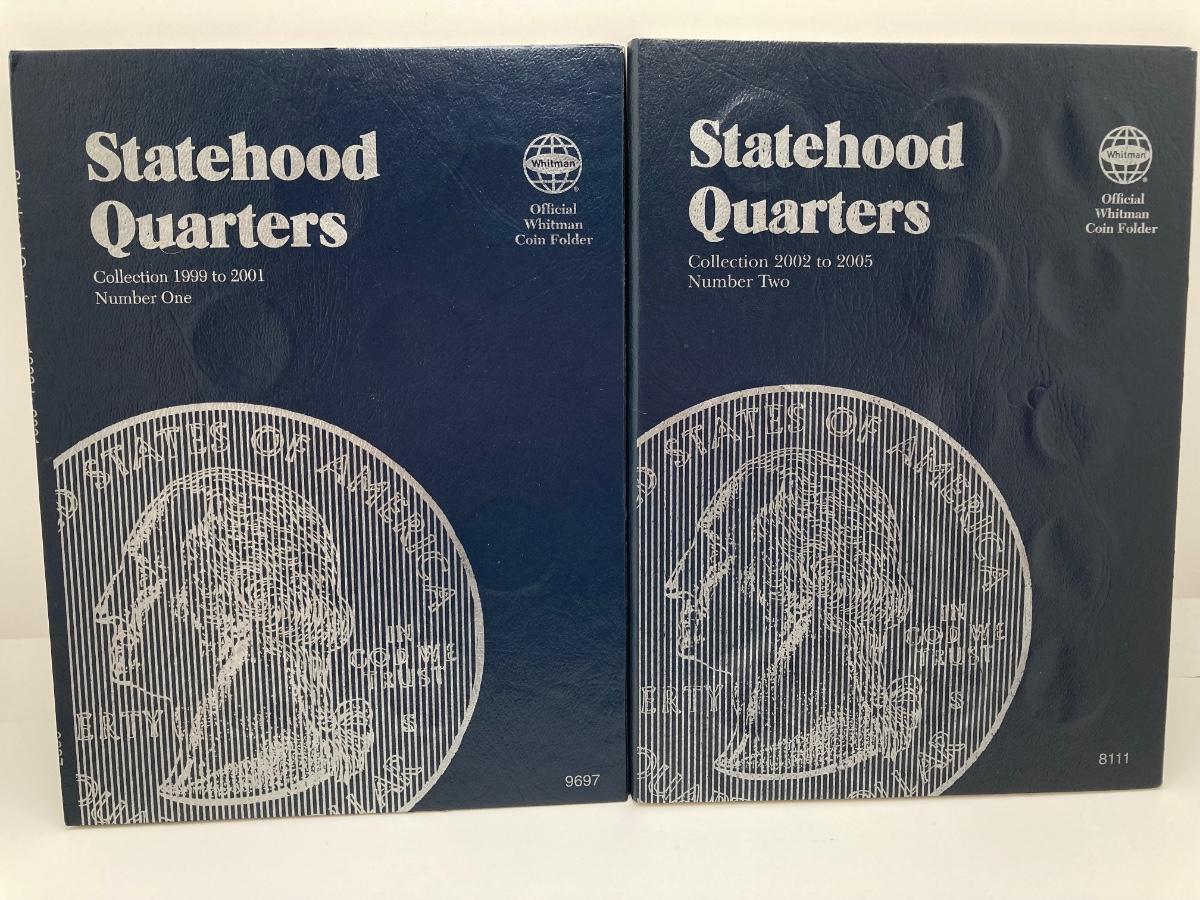 Statehood
Quarters
Collection 1999 to 2001
Number One
Whitman
Official
Whitman
Coin Folder
STATES OF AMERICA
IN
GOD WE
TRUST
ERTY
S
9697
Statehood
Quarters
Collection 2002 to 2005
Number Two
Whitman
Official
Whitman
Coin Folder
D STATES OF AMERICA
IN
GOD WE
TRUST
ERTY
S
8111